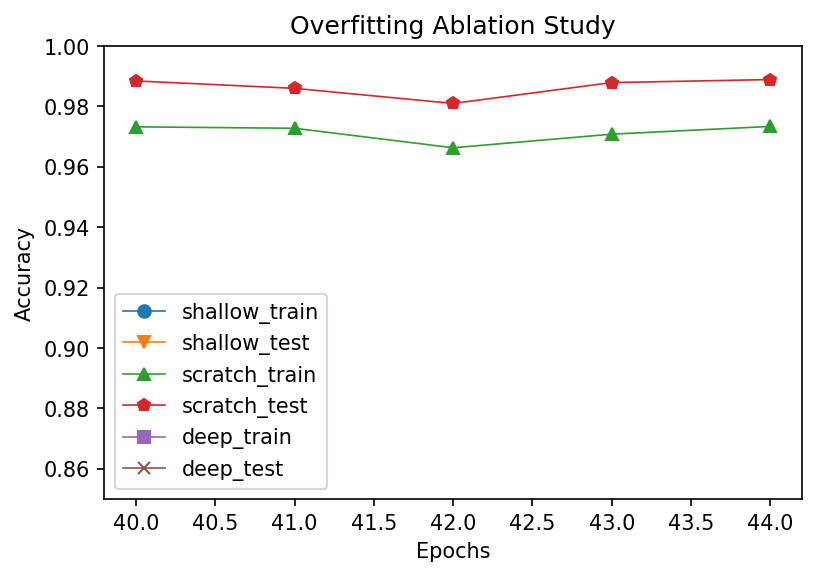 Overfitting Ablation Study
1.00
0.98
0.96
0.94
0.92
0.90
0.88
0.86
Accuracy
shallow_train
shallow_test
scratch_train
scratch_test
deep_train
deep_test
40.0 40.5 41.0 41.5 42.0 42.5 43.0 43.5 44.0
Epochs